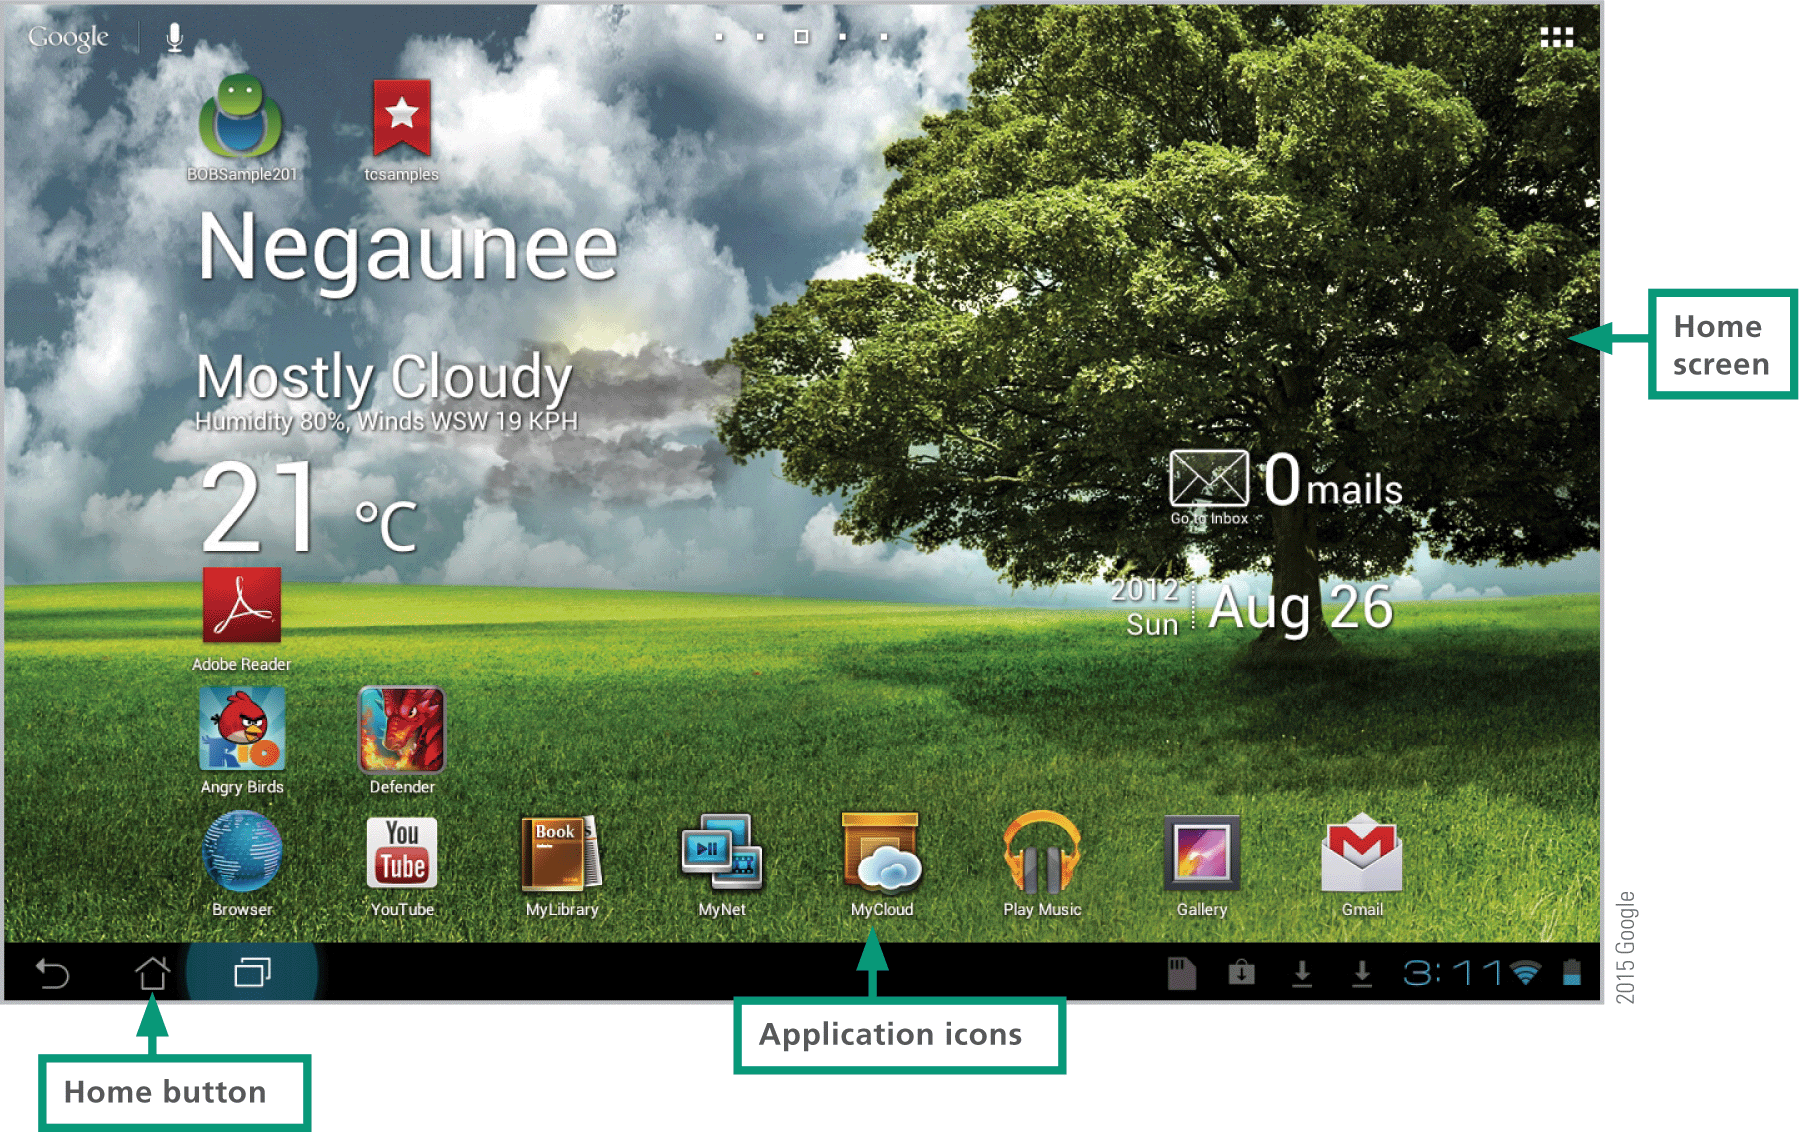 Google
BOBSample201
tcsamples
Negaunee
Mostly Cloudy
Humidity 80%, Winds WSW 19 KPH
21 °C
Home
screen
0 mails
Go to Inbox
2012
Sun
Aug 26
Adobe Reader
RIO
Angry Birds
Defender
Book
You
Tube
Browser
YouTube
MyLibrary
MyNet
MyCloud
Play Music
Gallery
Gmail
3:11
2015 Google
Application icons
Home button